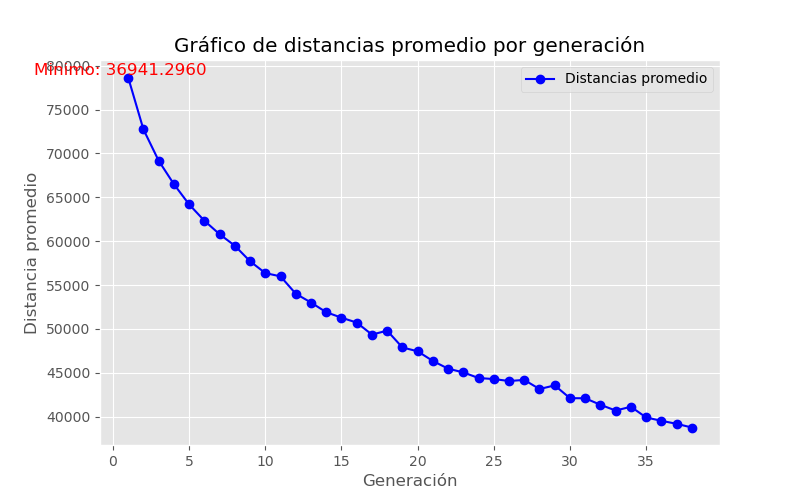 Gráfico de distancias promedio por generación
Mínimo: 36941.2960
Distancias promedio
80000
75000
70000
65000
60000
55000
50000
45000
40000
Distancia promedio
0 5 10 15 20 25 30 35
Generación